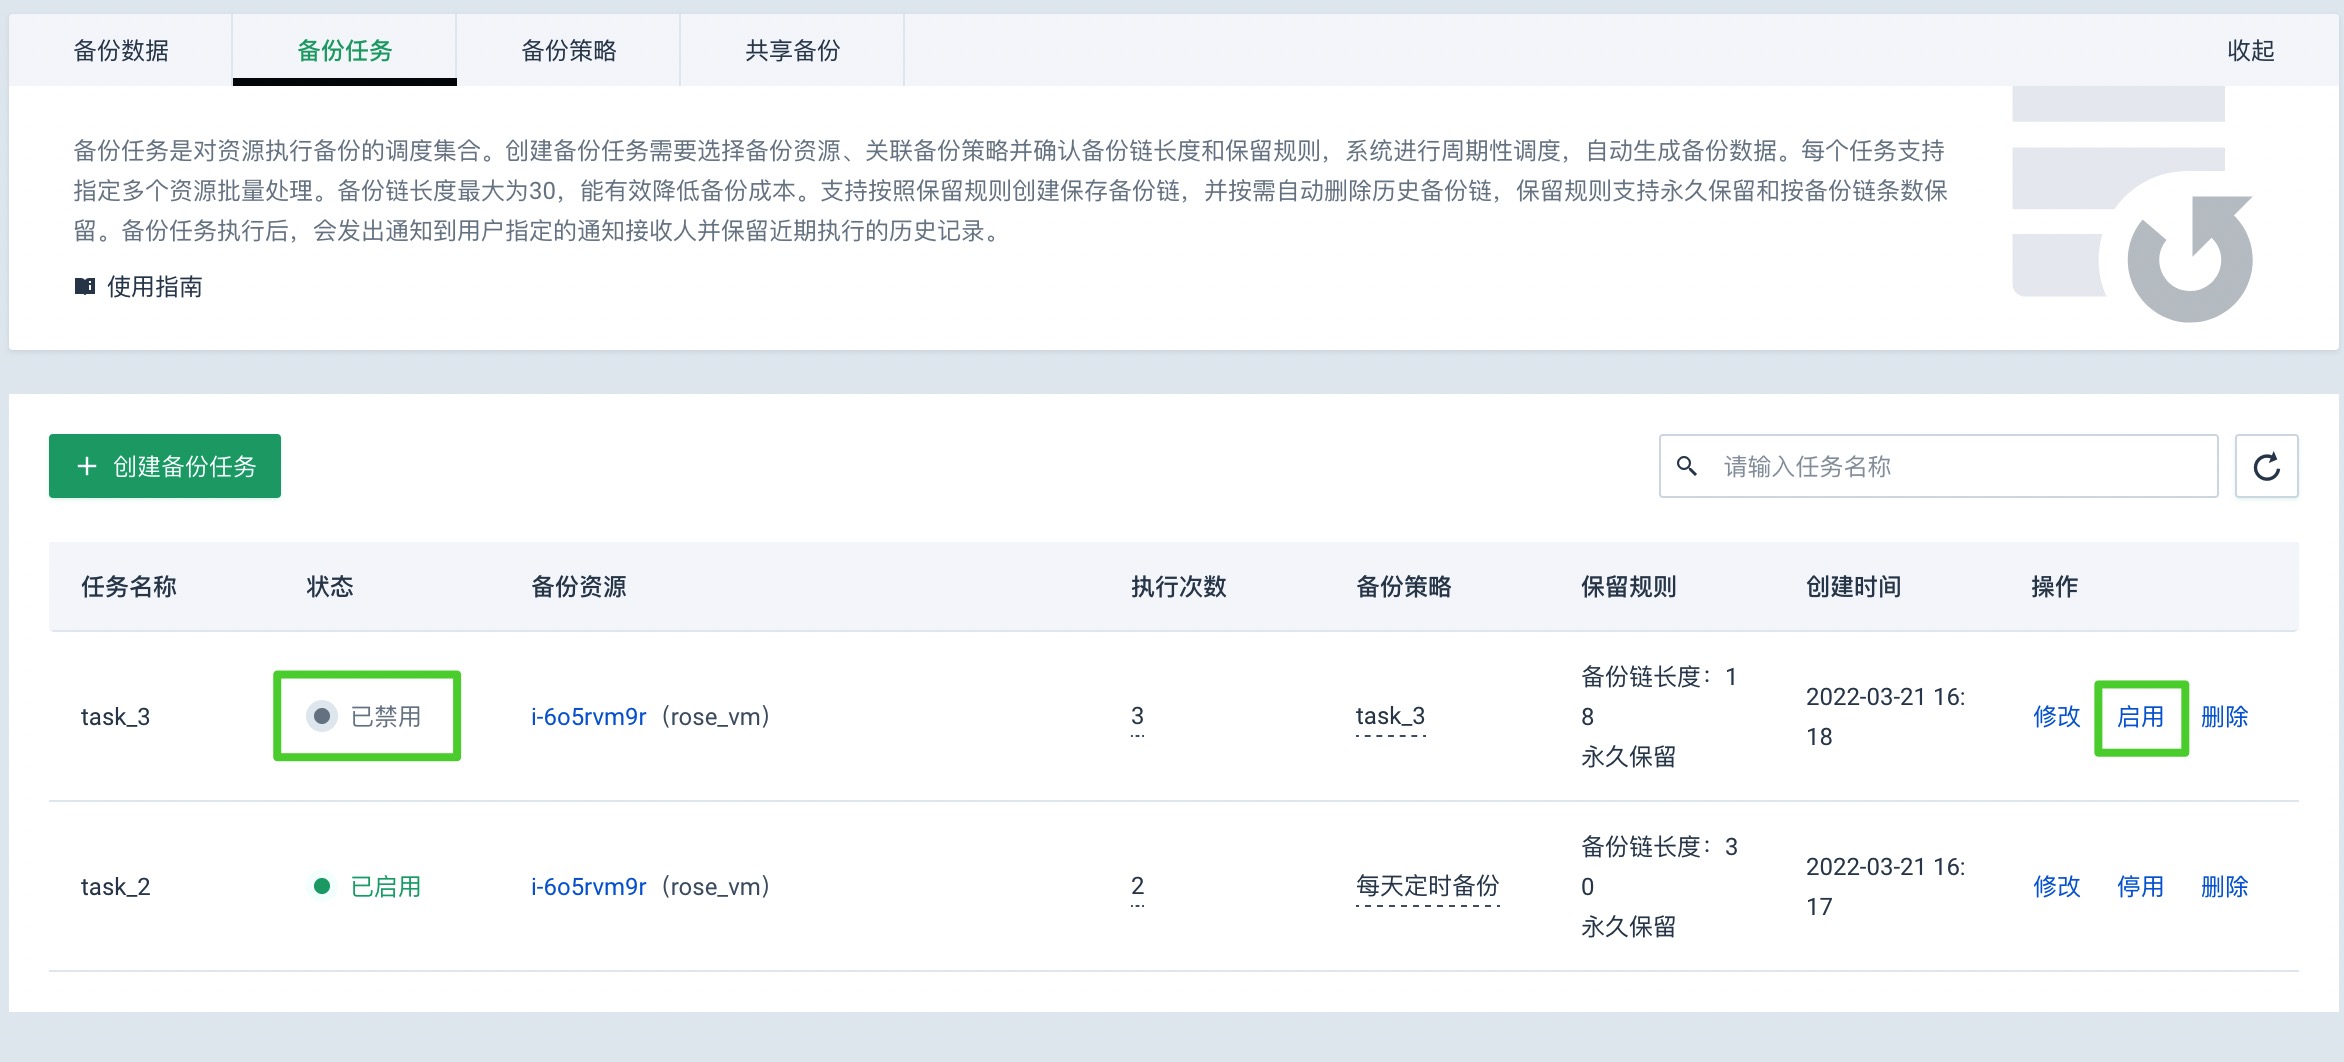 备份数据
备份任务
备份策略
共享备份
收起
备份任务是对资源执行备份的调度集合。创建备份任务需要选择备份资源、关联备份策略并确认备份链长度和保留规则，系统进行周期性调度，自动生成备份数据。每个任务支持
指定多个资源批量处理。备份链长度最大为30，能有效降低备份成本。支持按照保留规则创建保存备份链，并按需自动删除历史备份链，保留规则支持永久保留和按备份链条数保
留。备份任务执行后，会发出通知到用户指定的通知接收人并保留近期执行的历史记录。
使用指南
+ 创建备份任务
请输入任务名称
任务名称
状态
备份资源
执行次数
备份策略
保留规则
创建时间
操作
task_3
已禁用
i-6o5rvm9r（rose_vm）
3
task_3
备份链长度：1
8
永久保留
2022-03-21 16:
18
修改
启用
删除
task_2
已启用
i-6o5rvm9r（rose_vm）
2
每天定时备份
备份链长度：3
0
永久保留
2022-03-21 16:
17
修改
停用
删除